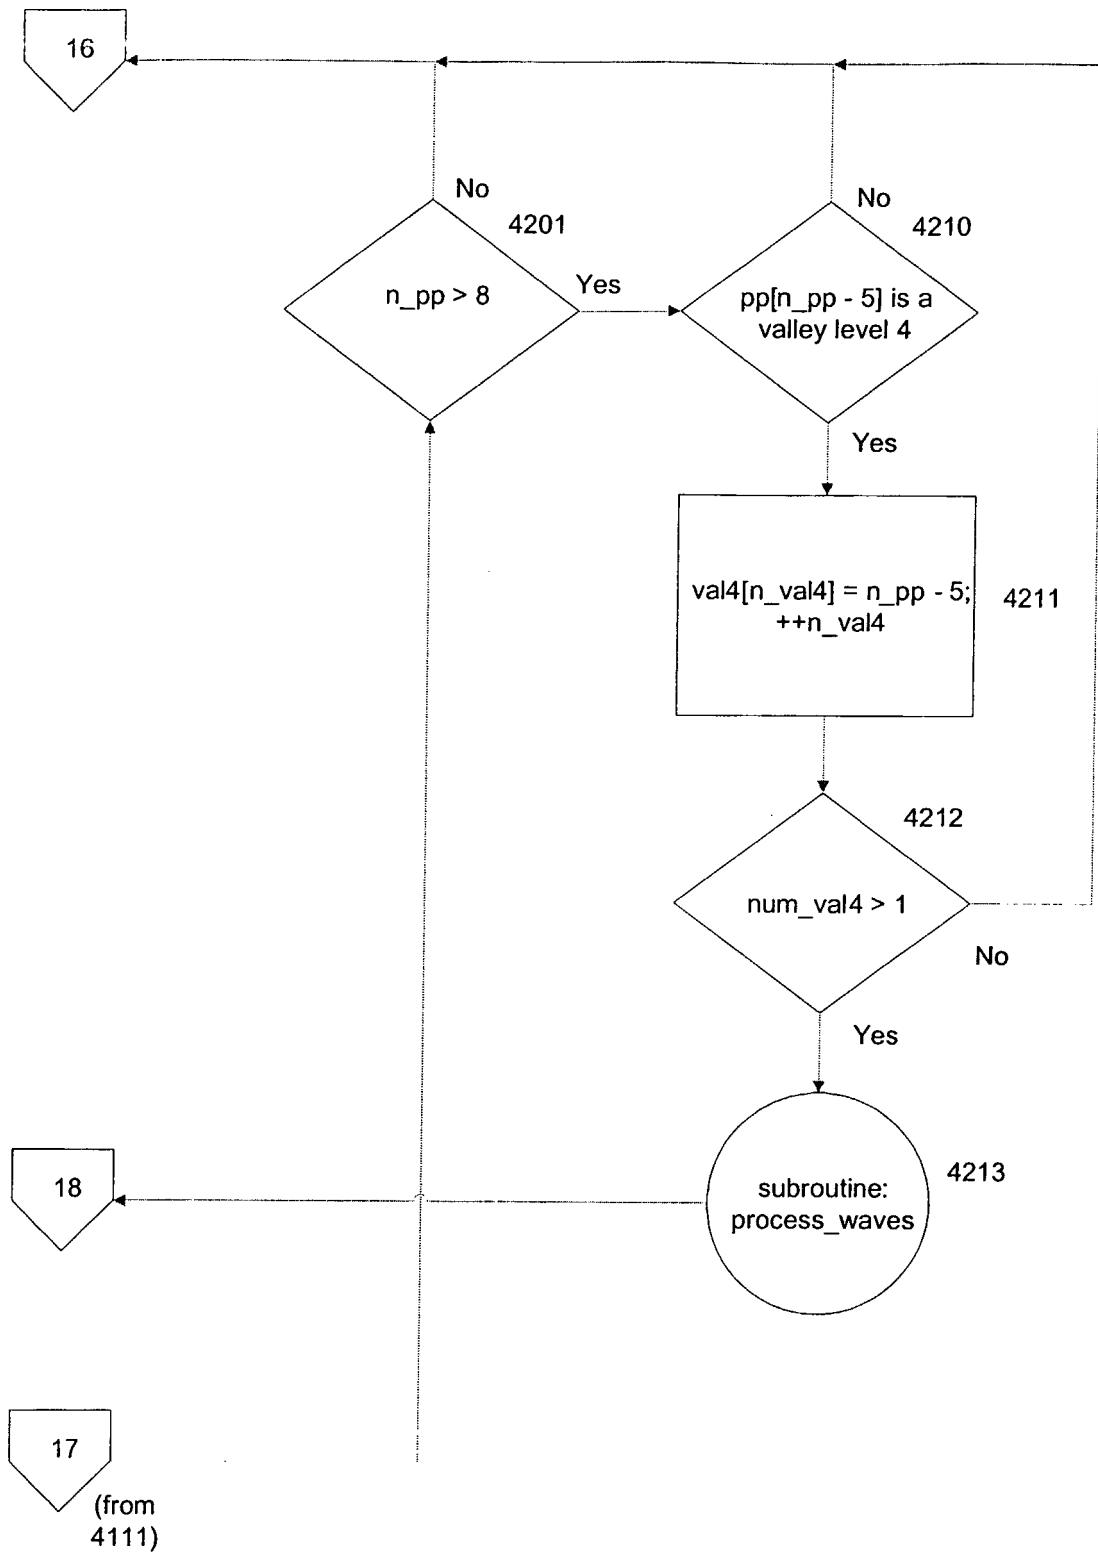 16
No
4201
n_pp > 8
Yes
No
4210
pp[n_pp - 5] is a
valley level 4
Yes
val4[n_val4] = n_pp - 5;
++n_val4
4211
4212
num_val4 > 1
No
Yes
18
4213
subroutine:
process_waves
17
(from
4111)